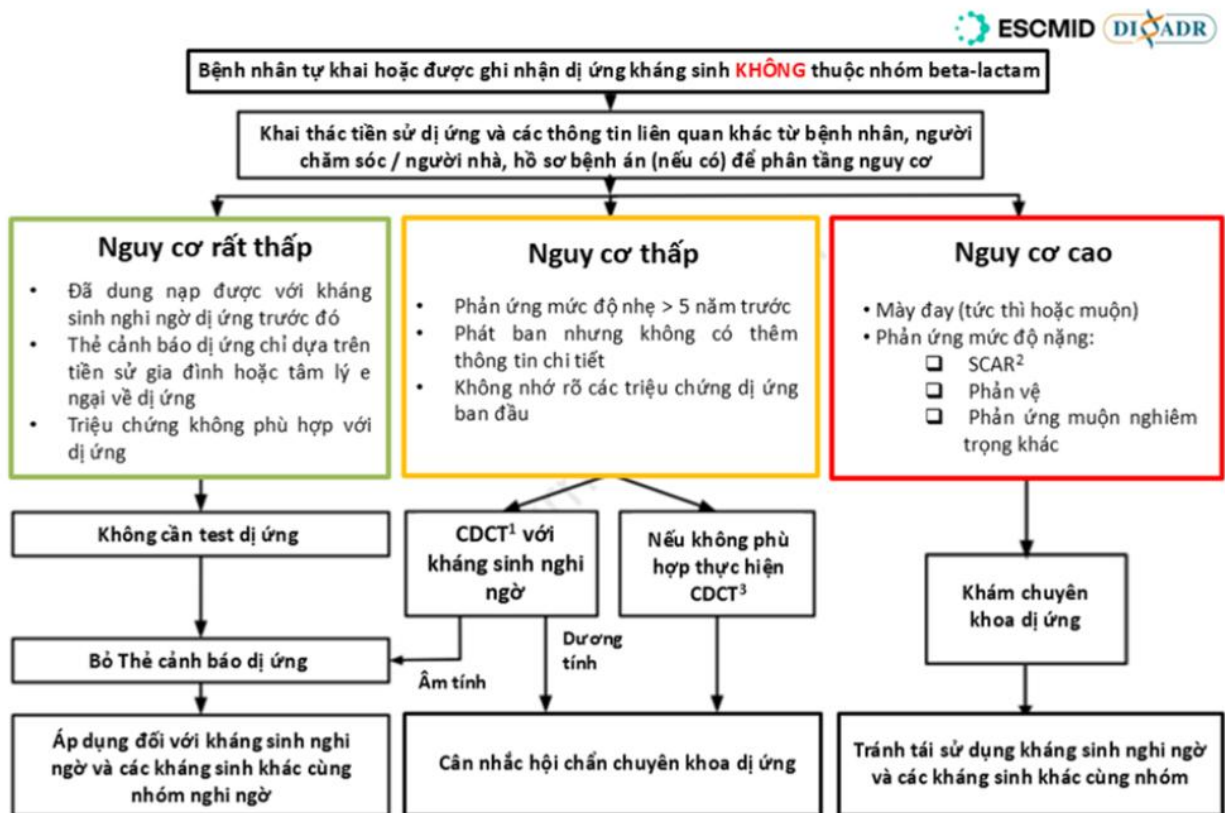 ESCMID DISADR
Bệnh nhân tự khai hoặc được ghi nhận dị ứng kháng sinh KHÔNG thuộc nhóm beta-lactam
Khai thác tiền sử dị ứng và các thông tin liên quan khác từ bệnh nhân, người
chăm sóc / người nhà, hồ sơ bệnh án (nếu có) để phân tầng nguy cơ
Nguy cơ rất thấp
• Đã dung nạp được với kháng
sinh nghi ngờ dị ứng trước đó
• Thẻ cảnh báo dị ứng chỉ dựa trên
tiền sử gia đình hoặc tâm lý e
ngại về dị ứng
• Triệu chứng không phù hợp với
dị ứng
Nguy cơ thấp
• Phản ứng mức độ nhẹ > 5 năm trước
• Phát ban nhưng không có thêm
thông tin chi tiết
• Không nhớ rõ các triệu chứng dị ứng
ban đầu
Nguy cơ cao
• Mày đay (tức thì hoặc muộn)
• Phản ứng mức độ nặng:
❑ SCAR²
❑ Phản vệ
❑ Phản ứng muộn nghiêm
trọng khác
Không cần test dị ứng
CDCT¹ với
kháng sinh nghi
ngờ
Nếu không phù
hợp thực hiện
CDCT³
Khám chuyên
khoa dị ứng
Bỏ Thẻ cảnh báo dị ứng
Âm tính
Dương
tính
Áp dụng đối với kháng sinh nghi
ngờ và các kháng sinh khác cùng
nhóm nghi ngờ
Cân nhắc hội chẩn chuyên khoa dị ứng
Tránh tái sử dụng kháng sinh nghi ngờ
và các kháng sinh khác cùng nhóm